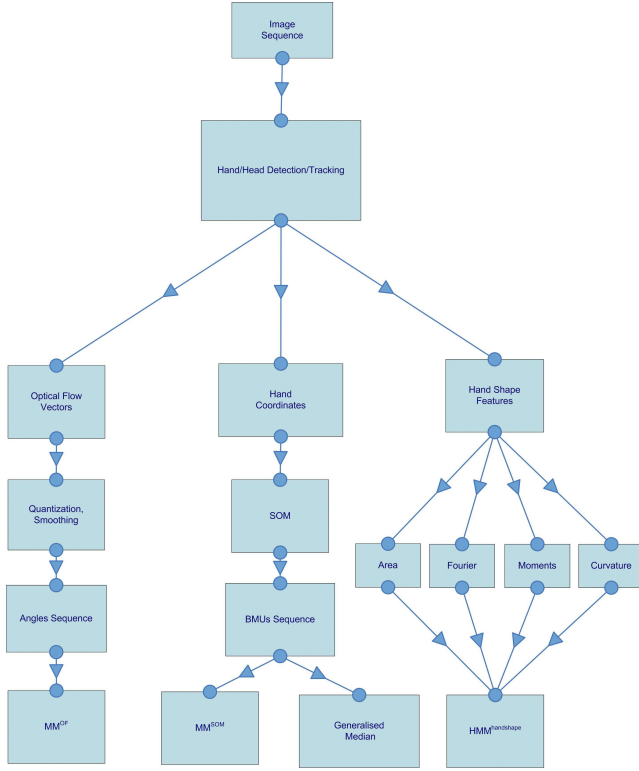 Image
Sequence
Hand/Head Detection/Tracking
Optical Flow
Vectors
Hand
Coordinates
Hand Shape
Features
Quantization,
Smoothing
SOM
Area
Fourier
Moments
Curvature
Angles Sequence
BMUs Sequence
MM^OF
MM^SOM
Generalised
Median
HMM^handshape